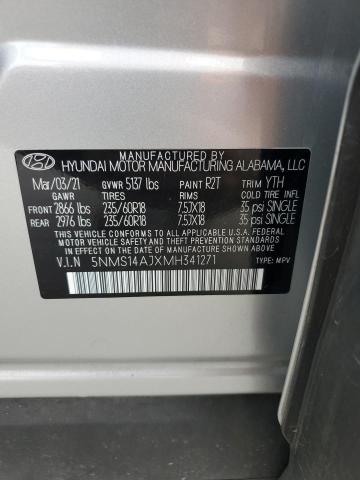 MANUFACTURED BY
HYUNDAI MOTOR MANUFACTURING ALABAMA, LLC
Mar/03/21 GVWR 5137 lbs PAINT R2T TRIM YTH
GAWR TIRES RIMS COLD TIRE INFL.PRES.
FRONT 2866 lbs 235/60R18 7.5JX18 35 psi SINGLE
REAR 2976 lbs 235/60R18 7.5JX18 35 psi SINGLE
THIS VEHICLE CONFORMS TO ALL APPLICABLE U.S.A. FEDERAL
MOTOR VEHICLE SAFETY, BUMPER, AND THEFT PREVENTION
STANDARDS IN EFFECT ON THE DATE OF MANUFACTURE SHOWN ABOVE.
V.I.N 5NMS14AJXMH341271 TYPE: MPV